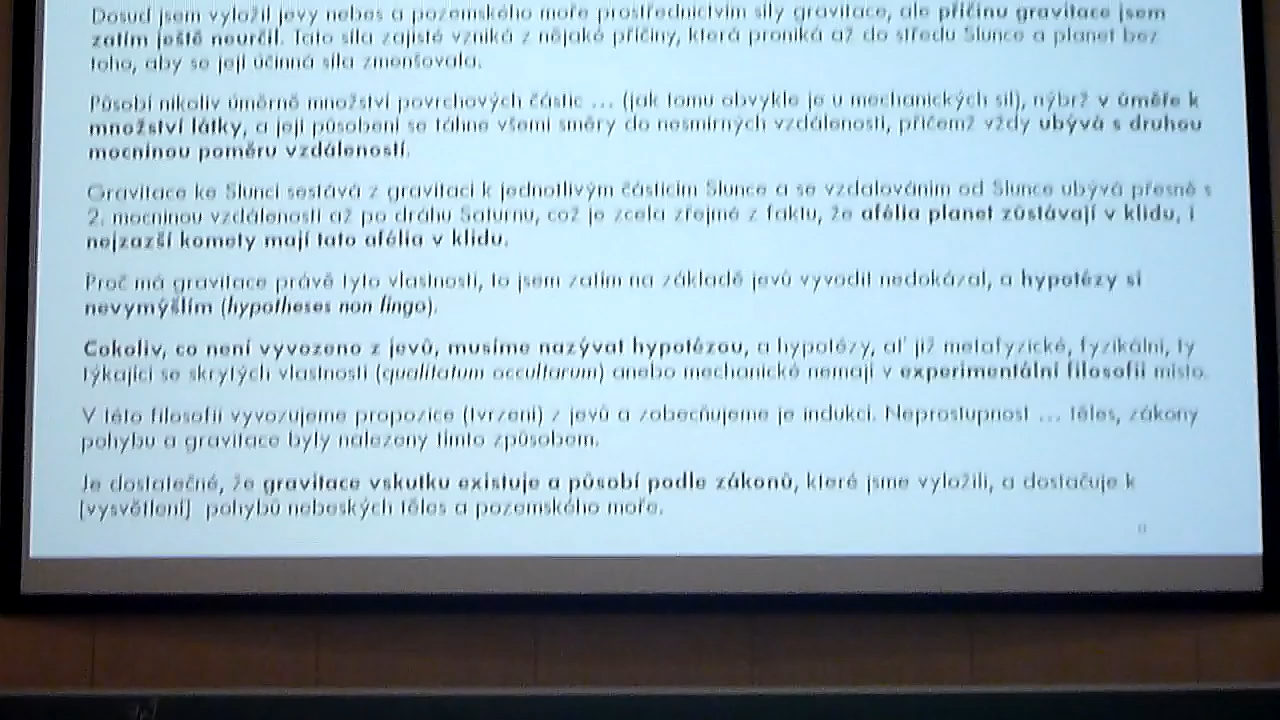 Dosud jsem vyložil jevy nebes a pozemského moře prostřednictvím síly gravitace, ale příčinu gravitace jsem
zatím ještě neurčil. Tato síla zajisté vzniká z nějaké příčiny, která proniká až do středu Slunce a planet bez
toho, aby se její účinná síla zmenšovala.
Působí nikoliv úměrně množství povrchových částic ... (jak tomu obvykle je u mechanických sil), nýbrž v úměře k
množství látky, a její působení se táhne všemi směry do nesmírných vzdáleností, přičemž vždy ubývá s druhou
mocninou poměru vzdáleností.
Gravitace ke Slunci sestává z gravitací k jednotlivým částicím Slunce a se vzdalováním od Slunce ubývá přesně s
2. mocninou vzdálenosti až po dráhu Saturnu, což je zcela zřejmé z faktu, že afélia planet zůstávají v klidu, i
nejzazší komety mají tato afélia v klidu.
Proč má gravitace právě tyto vlastnosti, to jsem zatím na základě jevů vyvodit nedokázal, a hypotézy si
nevymýšlím (hypotheses non fingo).
Cokoliv, co není vyvozeno z jevů, musíme nazývat hypotézou, a hypotézy, ať již metafyzické, fyzikální, ty
týkající se skrytých vlastností (qualitatum occultarum) anebo mechanické nemají v experimentální filosofii místo.
V této filosofii vyvozujeme propozice (tvrzení) z jevů a zobecňujeme je indukcí. Neprostupnost ... těles, zákony
pohybu a gravitace byly nalezeny tímto způsobem.
Je dostatečné, že gravitace vskutku existuje a působí podle zákonů, které jsme vyložili, a dostačuje k
[vysvětlení] pohybů nebeských těles a pozemského moře.